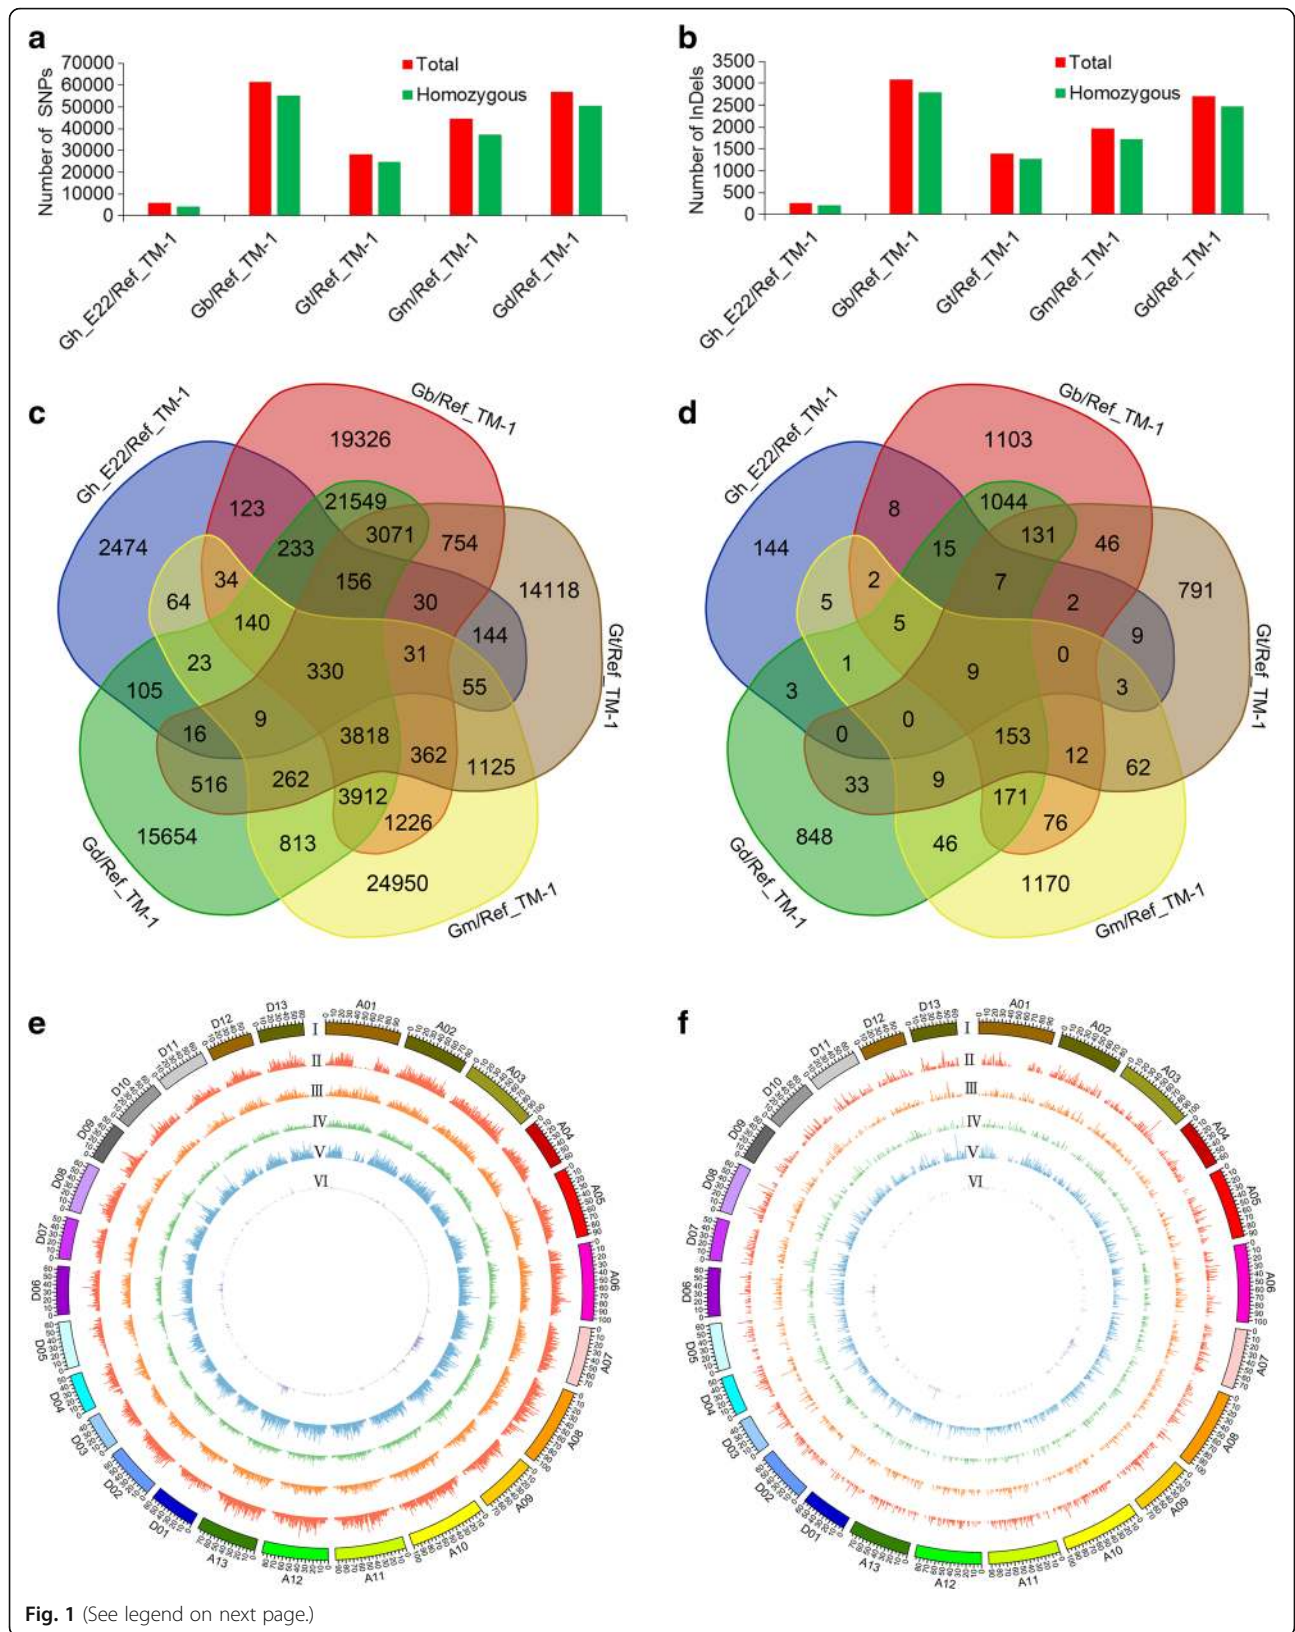 a
70000
60000
50000
40000
30000
20000
10000
0
Number of SNPs
Total
Homozygous
Gh_E22/Ref_TM-1
Gb/Ref_TM-1
Gt/Ref_TM-1
Gm/Ref_TM-1
Gd/Ref_TM-1
b
3500
3000
2500
2000
1500
1000
500
0
Number of InDels
Total
Homozygous
Gh_E22/Ref_TM-1
Gb/Ref_TM-1
Gt/Ref_TM-1
Gm/Ref_TM-1
Gd/Ref_TM-1
c
Gh_E22/Ref_TM-1
Gb/Ref_TM-1
Gt/Ref_TM-1
Gm/Ref_TM-1
Gd/Ref_TM-1
19326
123
21549
2474
233
3071
754
34
156
14118
64
140
30
144
23
330
31
55
105
9
16
3818
362
1125
516
262
3912
15654
813
1226
24950
d
Gh_E22/Ref_TM-1
Gb/Ref_TM-1
Gt/Ref_TM-1
Gm/Ref_TM-1
Gd/Ref_TM-1
1103
8
1044
144
15
131
46
2
7
791
5
5
2
9
1
9
0
3
3
0
0
153
12
62
33
9
171
848
46
76
1170
e
I
II
III
IV
V
VI
A01
A02
A03
A04
A05
A06
A07
A08
A09
A10
A11
A12
A13
D01
D02
D03
D04
D05
D06
D07
D08
D09
D10
D11
D12
D13
f
I
II
III
IV
V
VI
A01
A02
A03
A04
A05
A06
A07
A08
A09
A10
A11
A12
A13
D01
D02
D03
D04
D05
D06
D07
D08
D09
D10
D11
D12
D13
Fig. 1 (See legend on next page.)